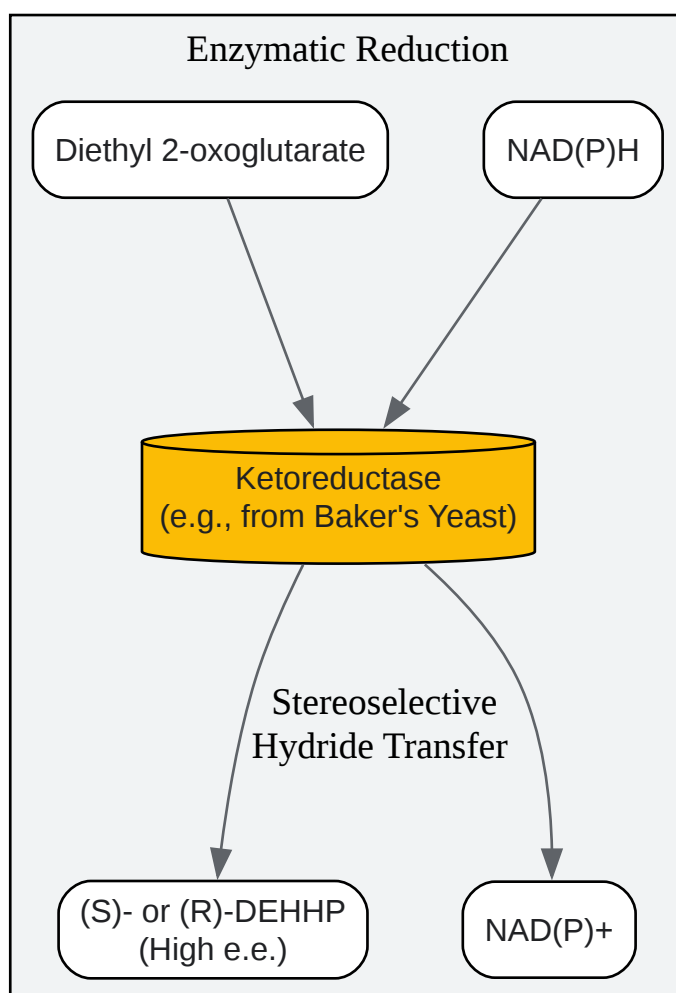 Enzymatic Reduction
Diethyl 2-oxoglutarate
NAD(P)H
Ketoreductase
(e.g., from Baker's Yeast)
Stereoselective
Hydride Transfer
(S)- or (R)-DEHHP
(High e.e.)
NAD(P)+